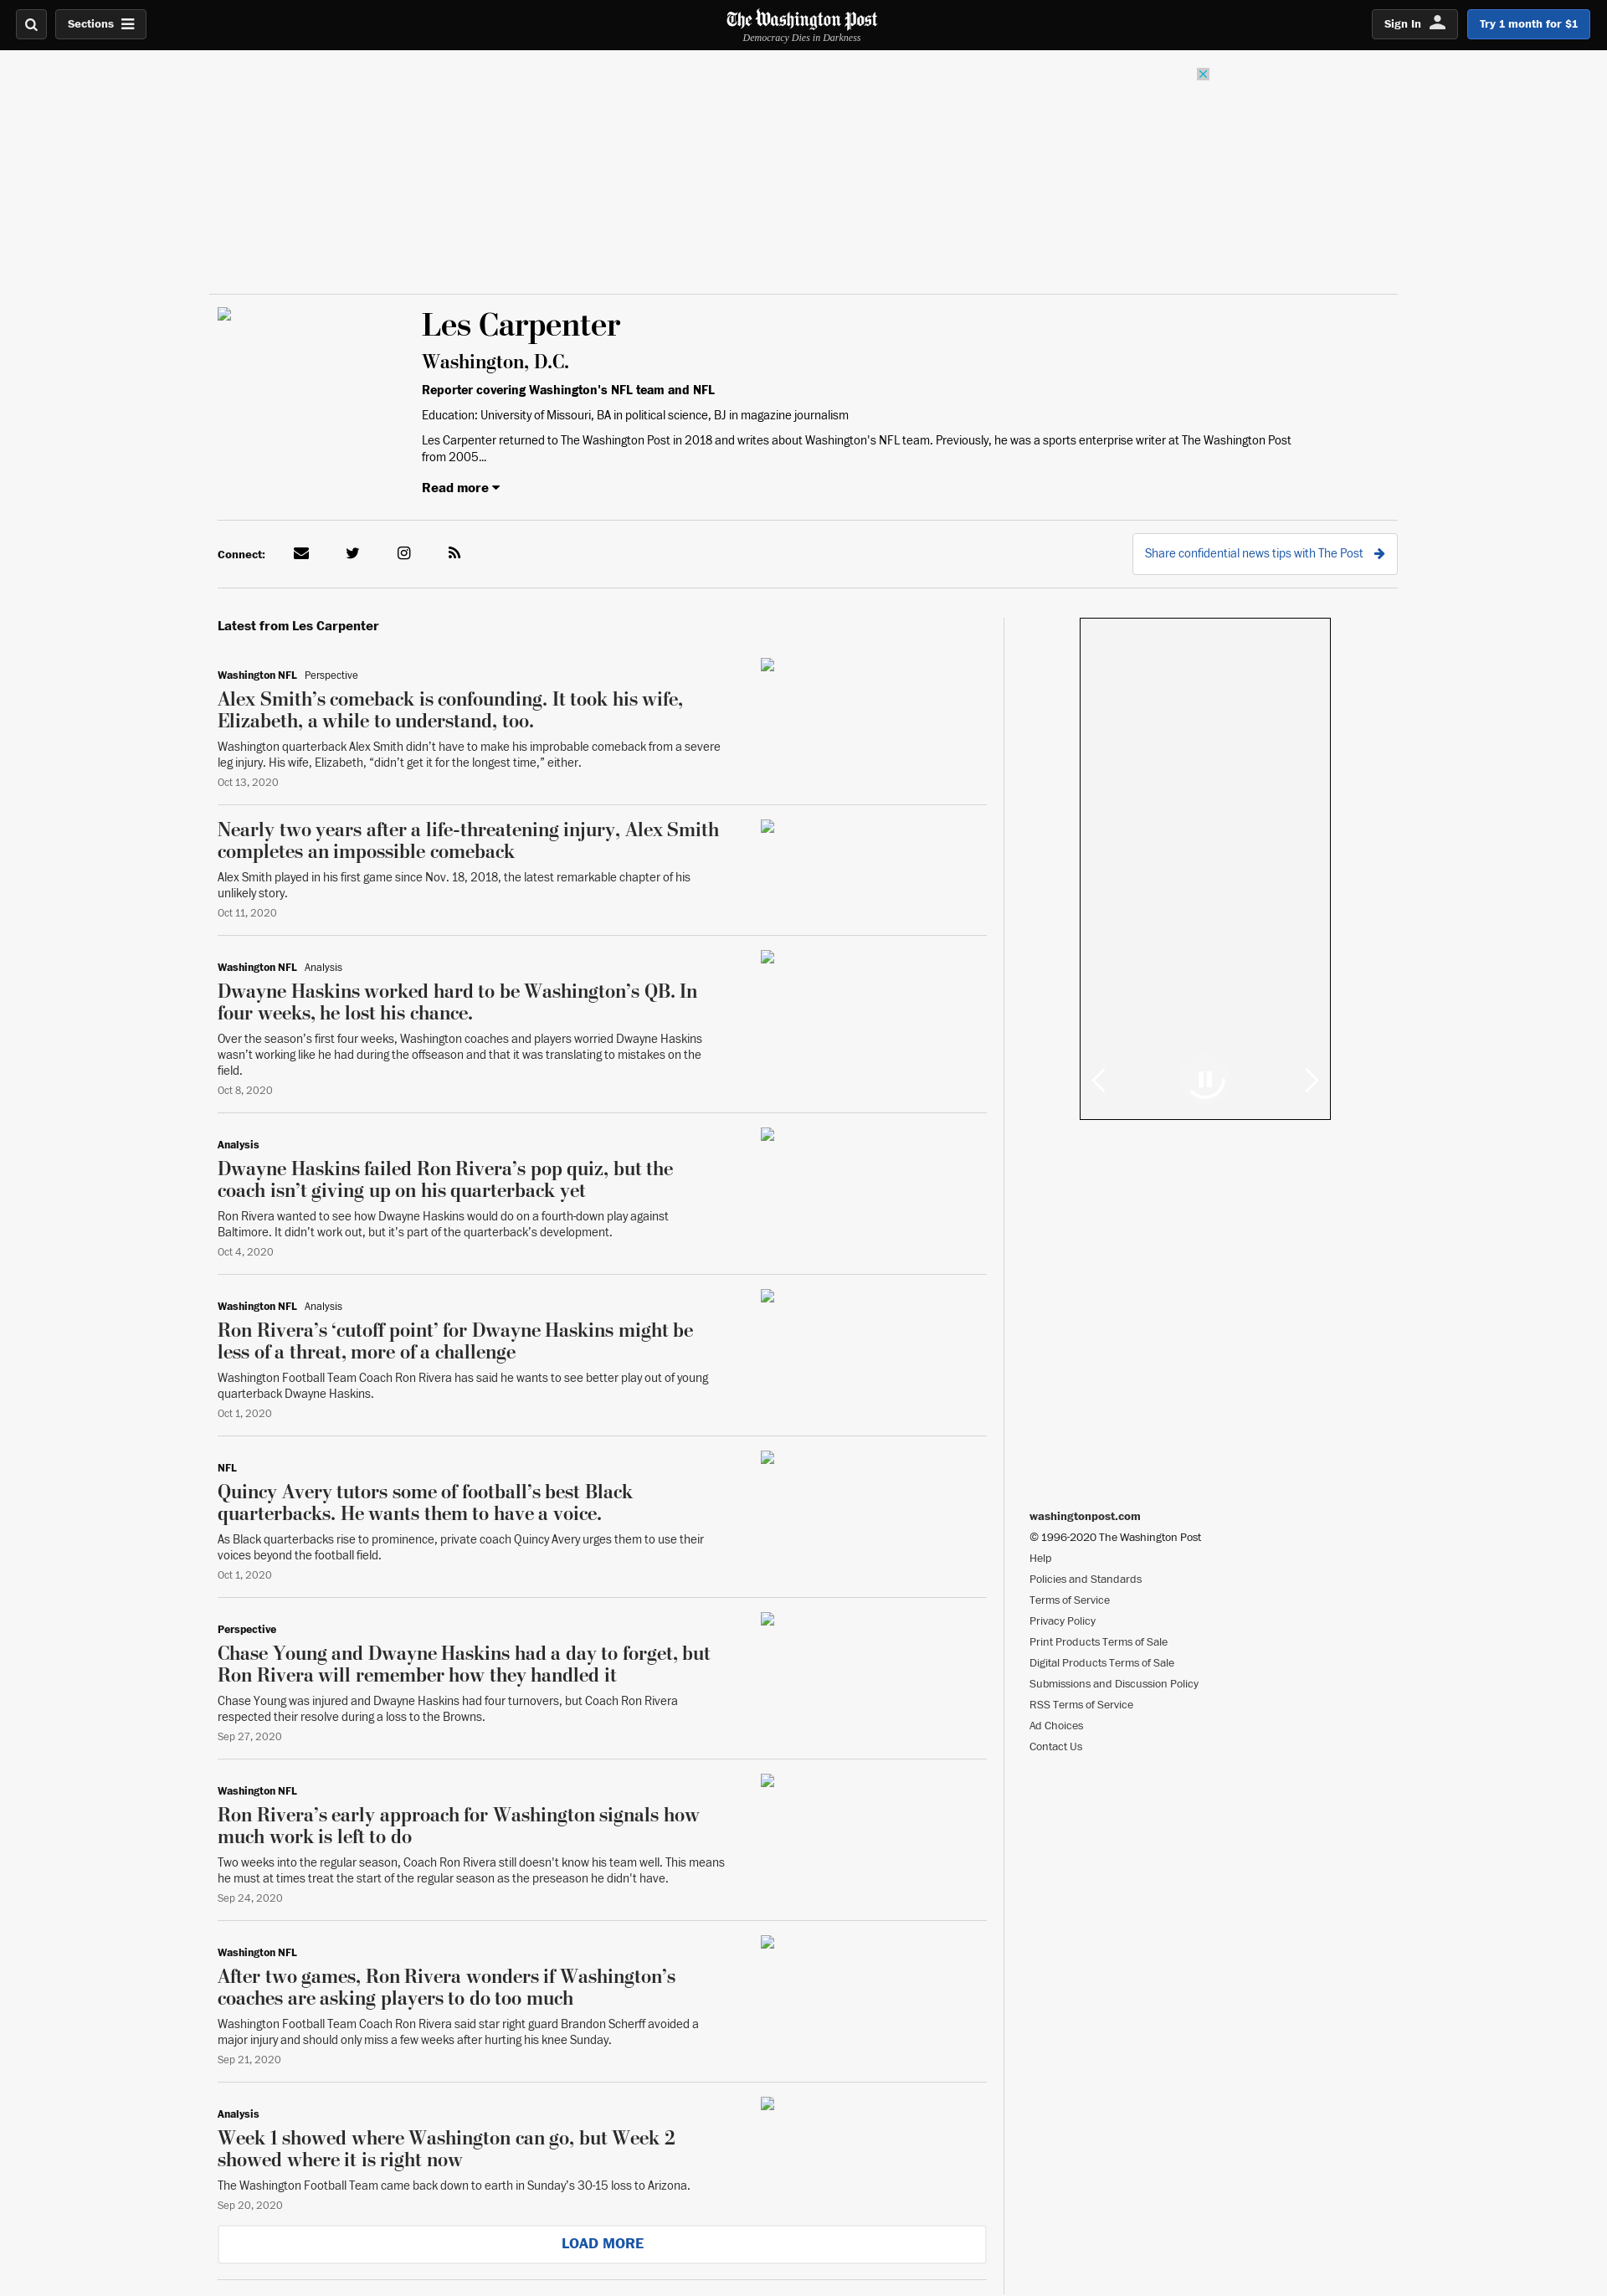 Sections
The Washington Post
Democracy Dies in Darkness
Sign In
Try 1 month for $1
Les Carpenter
Washington, D.C.
Reporter covering Washington's NFL team and NFL
Education: University of Missouri, BA in political science, BJ in magazine journalism
Les Carpenter returned to The Washington Post in 2018 and writes about Washington's NFL team. Previously, he was a sports enterprise writer at The Washington Post
from 2005...
Read more
Connect:
Share confidential news tips with The Post
Latest from Les Carpenter
Washington NFL Perspective
Alex Smith’s comeback is confounding. It took his wife,
Elizabeth, a while to understand, too.
Washington quarterback Alex Smith didn’t have to make his improbable comeback from a severe
leg injury. His wife, Elizabeth, “didn’t get it for the longest time,” either.
Oct 13, 2020
Nearly two years after a life-threatening injury, Alex Smith
completes an impossible comeback
Alex Smith played in his first game since Nov. 18, 2018, the latest remarkable chapter of his
unlikely story.
Oct 11, 2020
Washington NFL Analysis
Dwayne Haskins worked hard to be Washington’s QB. In
four weeks, he lost his chance.
Over the season’s first four weeks, Washington coaches and players worried Dwayne Haskins
wasn’t working like he had during the offseason and that it was translating to mistakes on the
field.
Oct 8, 2020
Analysis
Dwayne Haskins failed Ron Rivera’s pop quiz, but the
coach isn’t giving up on his quarterback yet
Ron Rivera wanted to see how Dwayne Haskins would do on a fourth-down play against
Baltimore. It didn’t work out, but it’s part of the quarterback’s development.
Oct 4, 2020
Washington NFL Analysis
Ron Rivera’s ‘cutoff point’ for Dwayne Haskins might be
less of a threat, more of a challenge
Washington Football Team Coach Ron Rivera has said he wants to see better play out of young
quarterback Dwayne Haskins.
Oct 1, 2020
NFL
Quincy Avery tutors some of football’s best Black
quarterbacks. He wants them to have a voice.
As Black quarterbacks rise to prominence, private coach Quincy Avery urges them to use their
voices beyond the football field.
Oct 1, 2020
Perspective
Chase Young and Dwayne Haskins had a day to forget, but
Ron Rivera will remember how they handled it
Chase Young was injured and Dwayne Haskins had four turnovers, but Coach Ron Rivera
respected their resolve during a loss to the Browns.
Sep 27, 2020
Washington NFL
Ron Rivera’s early approach for Washington signals how
much work is left to do
Two weeks into the regular season, Coach Ron Rivera still doesn't know his team well. This means
he must at times treat the start of the regular season as the preseason he didn't have.
Sep 24, 2020
Washington NFL
After two games, Ron Rivera wonders if Washington’s
coaches are asking players to do too much
Washington Football Team Coach Ron Rivera said star right guard Brandon Scherff avoided a
major injury and should only miss a few weeks after hurting his knee Sunday.
Sep 21, 2020
Analysis
Week 1 showed where Washington can go, but Week 2
showed where it is right now
The Washington Football Team came back down to earth in Sunday’s 30-15 loss to Arizona.
Sep 20, 2020
LOAD MORE
washingtonpost.com
© 1996-2020 The Washington Post
Help
Policies and Standards
Terms of Service
Privacy Policy
Print Products Terms of Sale
Digital Products Terms of Sale
Submissions and Discussion Policy
RSS Terms of Service
Ad Choices
Contact Us